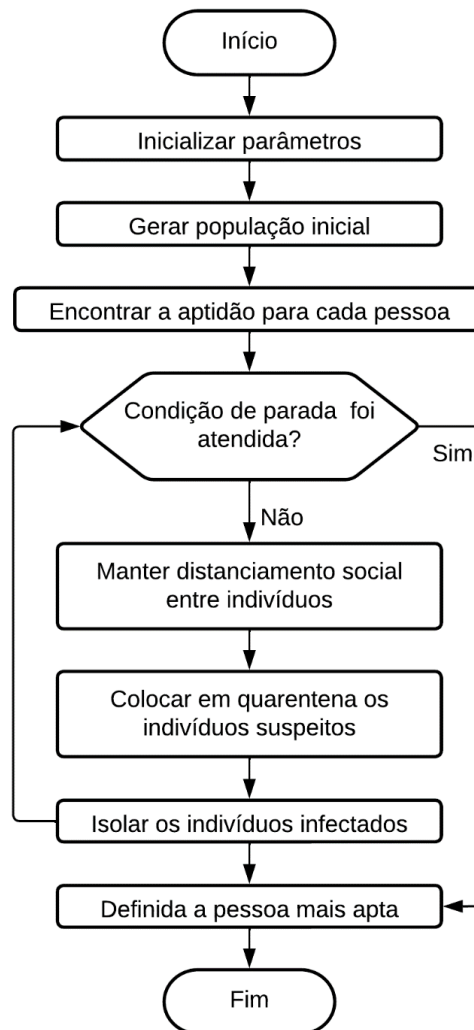 Início
Inicializar parâmetros
Gerar população inicial
Encontrar a aptidão para cada pessoa
Condição de parada foi
atendida?
Sim
Não
Manter distanciamento social
entre indivíduos
Colocar em quarentena os
indivíduos suspeitos
Isolar os indivíduos infectados
Definida a pessoa mais apta
Fim